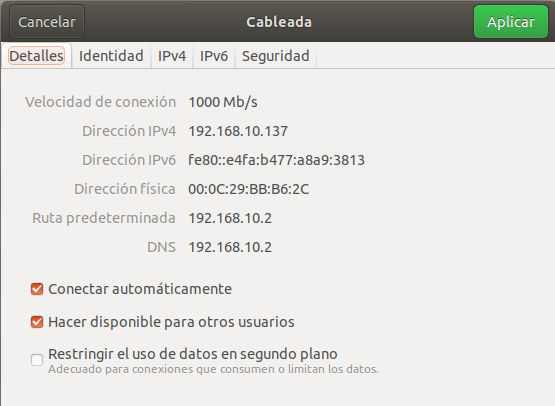 Cancelar Cableada Aplicar
Detalles Identidad IPv4 IPv6 Seguridad
Velocidad de conexión 1000 Mb/s
Dirección IPv4 192.168.10.137
Dirección IPv6 fe80::e4fa:b477:a8a9:3813
Dirección física 00:0C:29:BB:B6:2C
Ruta predeterminada 192.168.10.2
DNS 192.168.10.2
Conectar automáticamente
Hacer disponible para otros usuarios
Restringir el uso de datos en segundo plano
Adecuado para conexiones que consumen o limitan los datos.